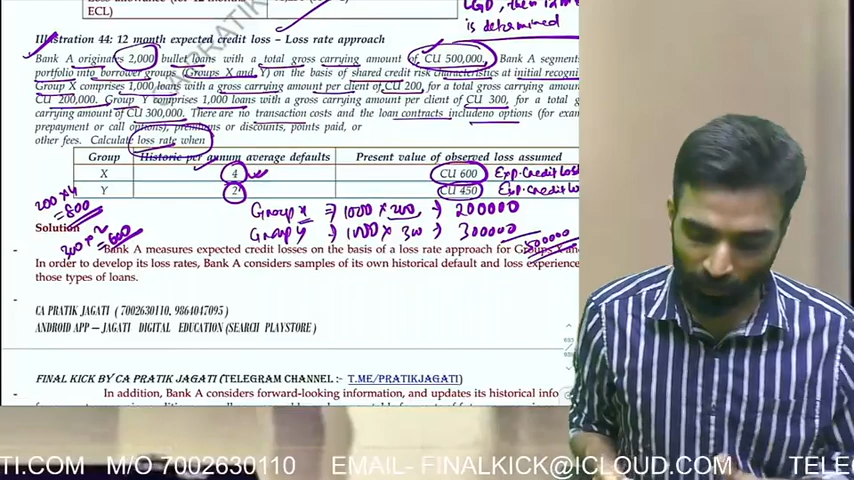 ECL)
LGD, then 12M
is determined
Illustration 44: 12 month expected credit loss – Loss rate approach
Bank A originates 2,000 bullet loans with a total gross carrying amount of CU 500,000. Bank A segment
portfolio into borrower groups (Groups X and Y) on the basis of shared credit risk characteristics at initial recogni
Group X comprises 1,000 loans with a gross carrying amount per client of CU 200, for a total gross carrying amoun
CU 200,000. Group Y comprises 1,000 loans with a gross carrying amount per client of CU 300, for a total g
carrying amount of CU 300,000. There are no transaction costs and the loan contracts include no options (for exam
prepayment or call options), premiums or discounts, points paid, or
other fees. Calculate loss rate when
Group Historic per annum average defaults Present value of observed loss assumed
X 4 CU 600 Exp. Credit Los
Y 2 CU 450 Exp. Credit Lo
200 x 4
= 800
300 x 2
= 600
Group x ⇒ 1000 x 200 ⇒ 200000
Group y ⇒ 1000 x 300 ⇒ 300000
500000
Solution
- Bank A measures expected credit losses on the basis of a loss rate approach for Groups X and
In order to develop its loss rates, Bank A considers samples of its own historical default and loss experience
those types of loans.
-
CA PRATIK JAGATI ( 7002630110, 9864047095)
ANDROID APP – JAGATI DIGITAL EDUCATION (SEARCH PLAYSTORE)
FINAL KICK BY CA PRATIK JAGATI (TELEGRAM CHANNEL :- T.ME/PRATIKJAGATI)
In addition, Bank A considers forward-looking information, and updates its historical info
TI.COM M/O 7002630110 EMAIL- FINALKICK@ICLOUD.COM TELE